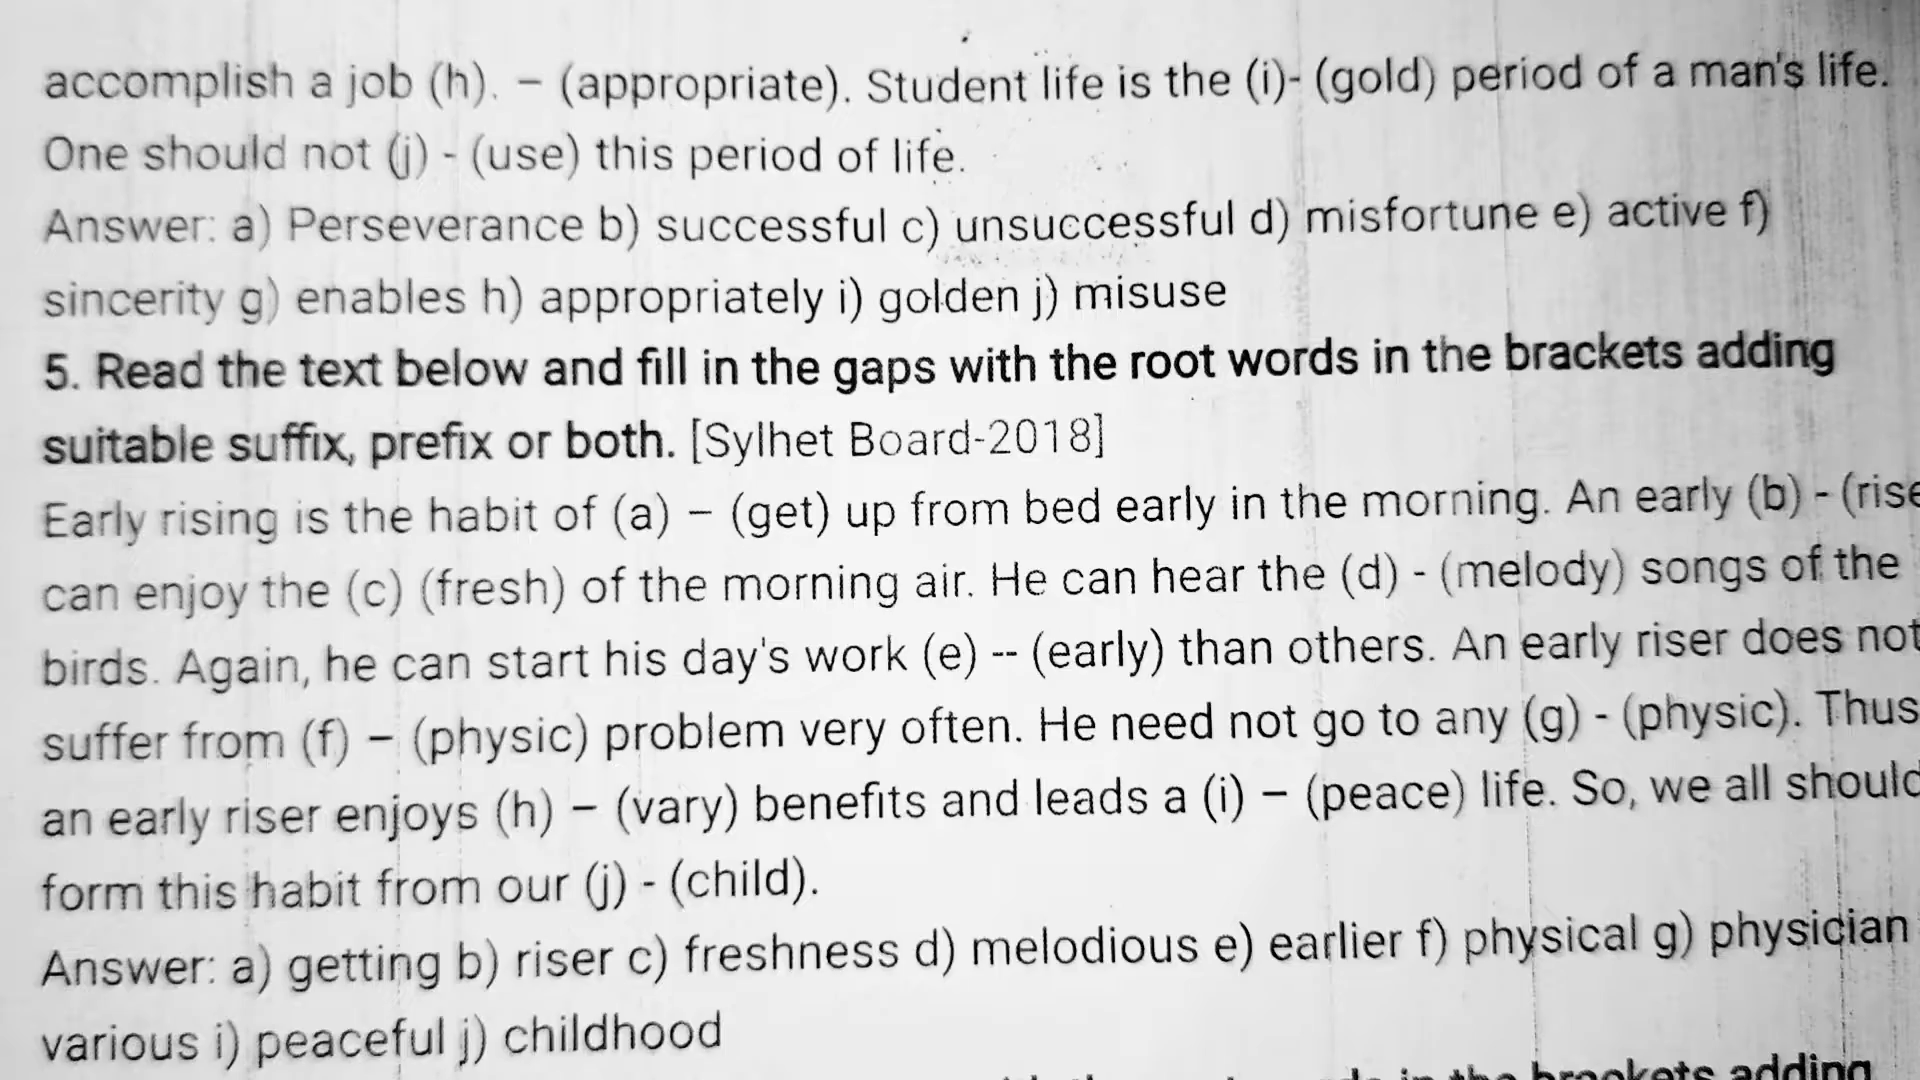 accomplish a job (h). – (appropriate). Student life is the (i)- (gold) period of a man's life.
One should not (j) - (use) this period of life.
Answer: a) Perseverance b) successful c) unsuccessful d) misfortune e) active f)
sincerity g) enables h) appropriately i) golden j) misuse
5. Read the text below and fill in the gaps with the root words in the brackets adding
suitable suffix, prefix or both. [Sylhet Board-2018]
Early rising is the habit of (a) – (get) up from bed early in the morning. An early (b) - (rise
can enjoy the (c) (fresh) of the morning air. He can hear the (d) - (melody) songs of the
birds. Again, he can start his day's work (e) -- (early) than others. An early riser does not
suffer from (f) – (physic) problem very often. He need not go to any (g) - (physic). Thus
an early riser enjoys (h) – (vary) benefits and leads a (i) – (peace) life. So, we all should
form this habit from our (j) - (child).
Answer: a) getting b) riser c) freshness d) melodious e) earlier f) physical g) physician
various i) peaceful j) childhood
in the brackets adding